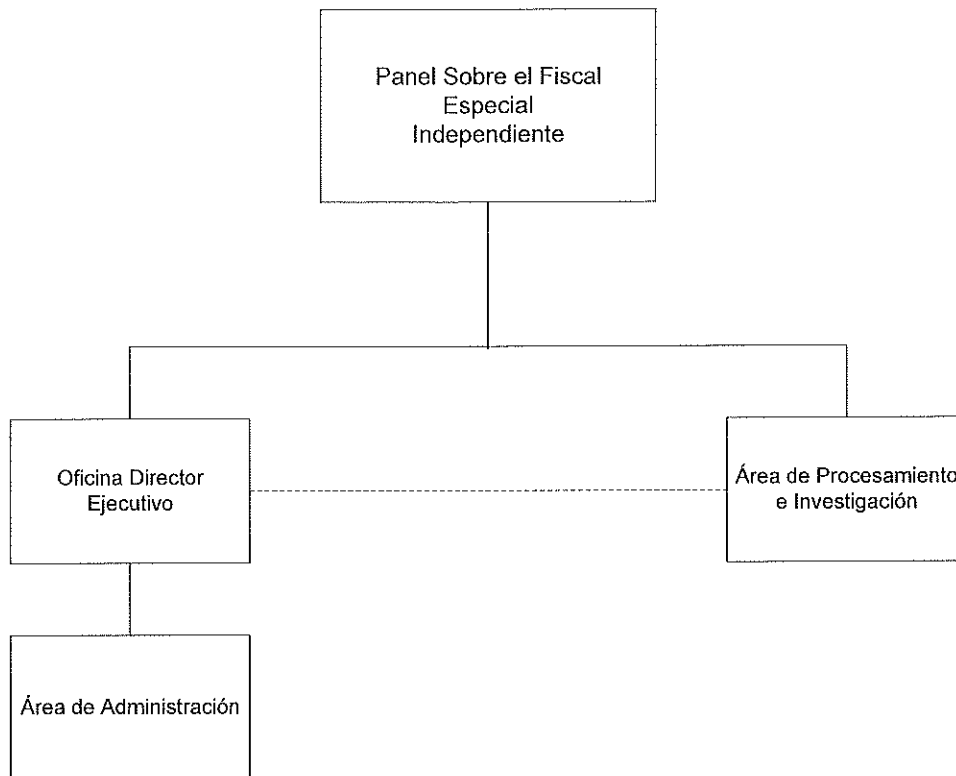 Panel Sobre el Fiscal
Especial
Independiente
Oficina Director
Ejecutivo
Área de Procesamiento
e Investigación
Área de Administración